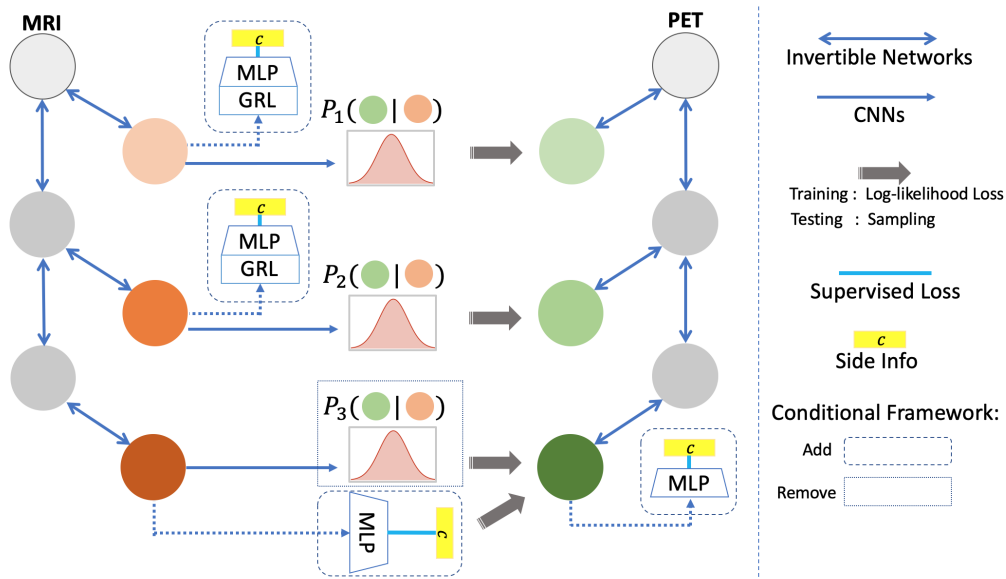 MRI
PET
c
MLP
GRL
P₁( | )
c
MLP
GRL
P₂( | )
P₃( | )
MLP
c
c
MLP
Invertible Networks
CNNs
Training : Log-likelihood Loss
Testing : Sampling
Supervised Loss
c
Side Info
Conditional Framework:
Add
Remove